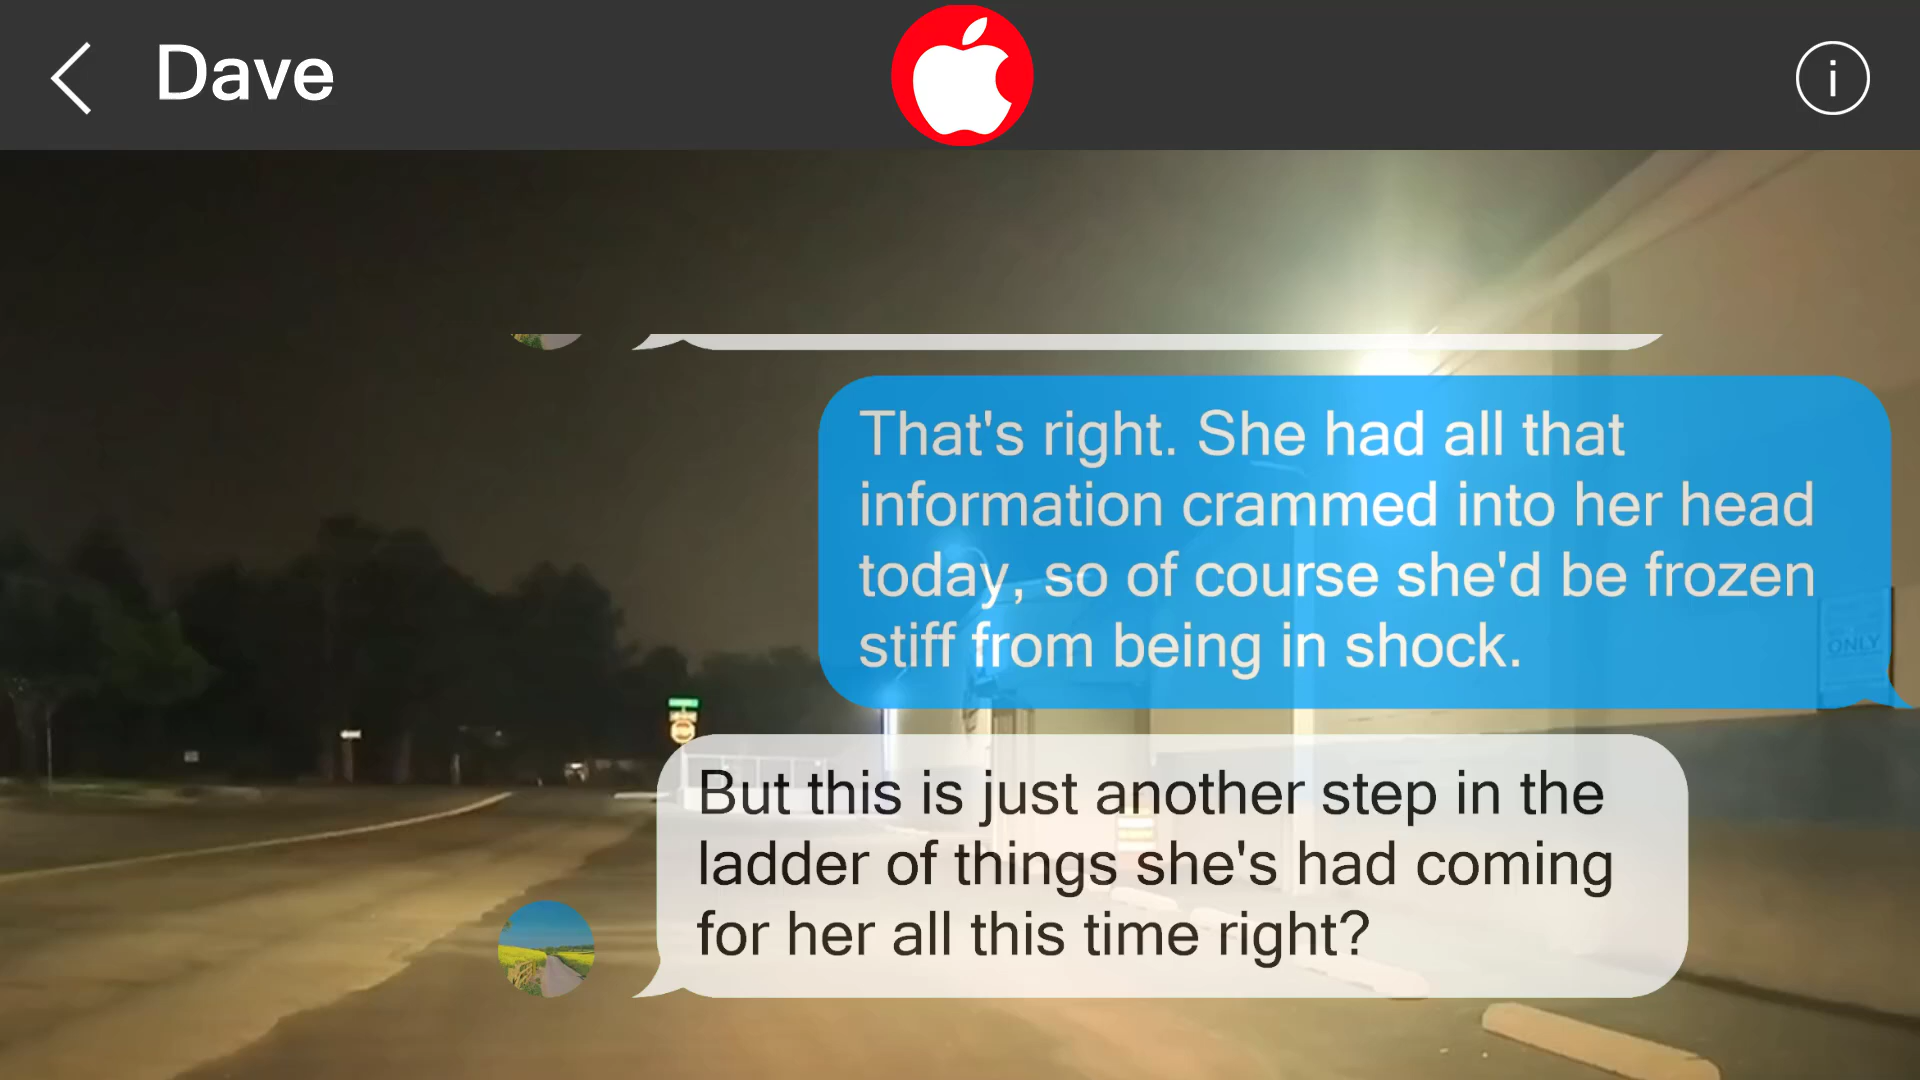 Dave
i
That's right. She had all that
information crammed into her head
today, so of course she'd be frozen
stiff from being in shock.
ONLY
But this is just another step in the
ladder of things she's had coming
for her all this time right?